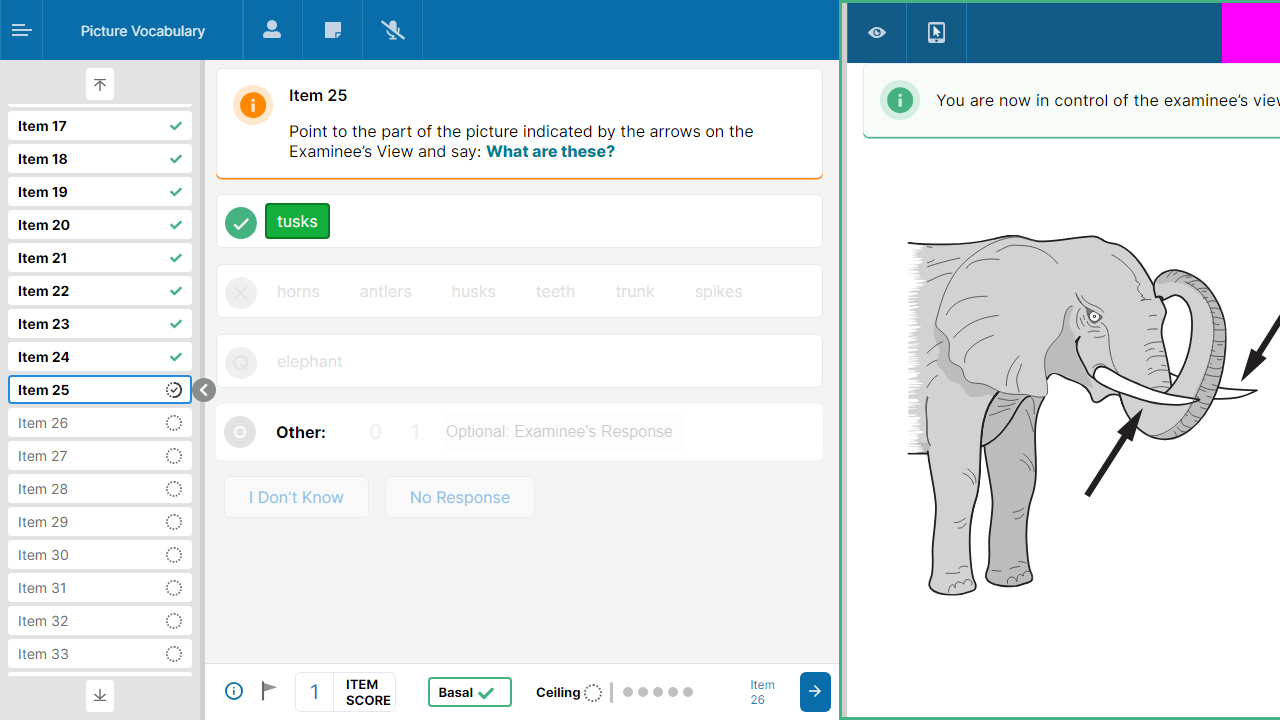 Picture Vocabulary
Item 17
Item 18
Item 19
Item 20
Item 21
Item 22
Item 23
Item 24
Item 25
Item 26
Item 27
Item 28
Item 29
Item 30
Item 31
Item 32
Item 33
Item 25
Point to the part of the picture indicated by the arrows on the
Examinee’s View and say: What are these?
tusks
horns antlers husks teeth trunk spikes
elephant
Other: 0 1 Optional: Examinee's Response
I Don’t Know No Response
1 ITEM
SCORE
Basal
Ceiling
Item
26
You are now in control of the examinee’s view